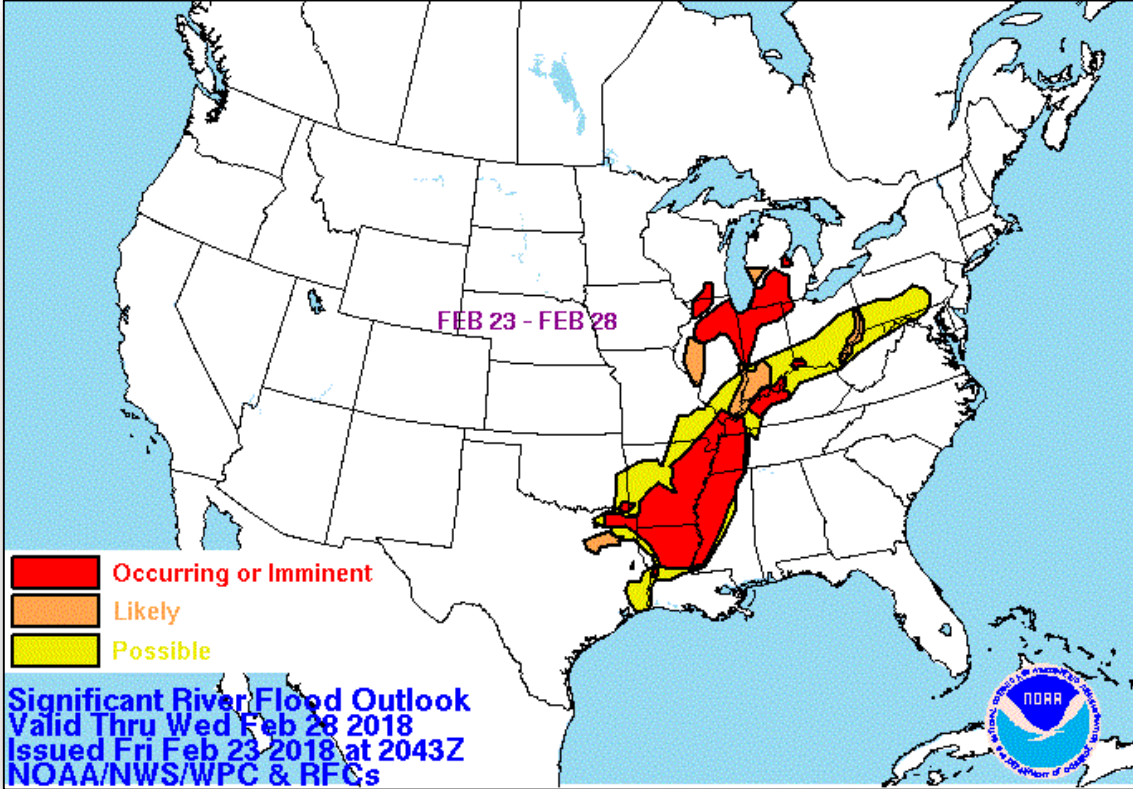 FEB 23 - FEB 28
Occurring or Imminent
Likely
Possible
Significant River Flood Outlook
Valid Thru Wed Feb 28 2018
Issued Fri Feb 23 2018 at 2043Z
NOAA/NWS/WPC & RFCs
NOAA